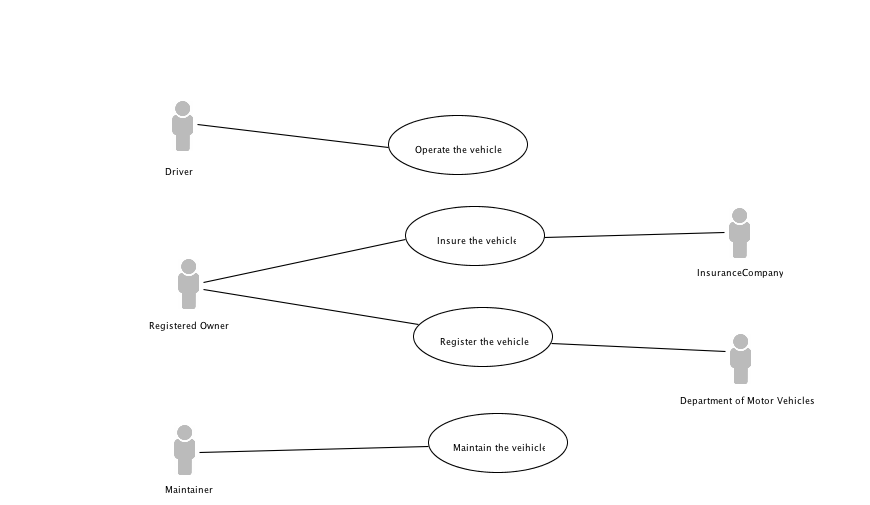 Operate the vehicle
Driver
Insure the vehicle
InsuranceCompany
Registered Owner
Register the vehicle
Department of Motor Vehicles
Maintain the veihicle
Maintainer